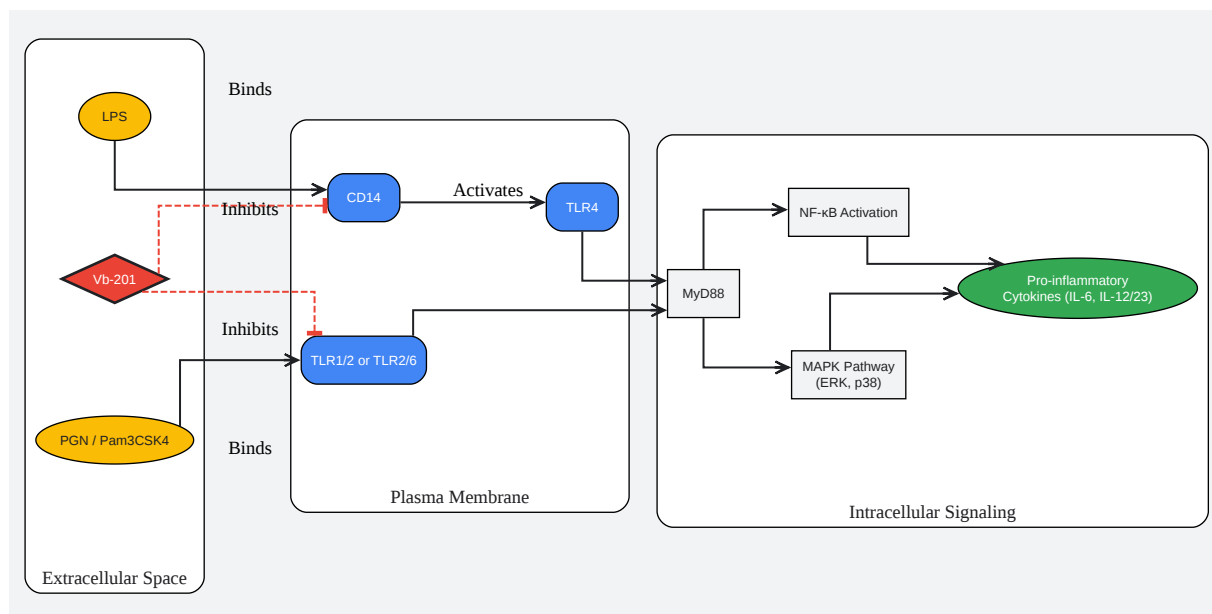 Binds
LPS
CD14
Activates
TLR4
Inhibits
NF-κB Activation
Vb-201
MyD88
Pro-inflammatory
Cytokines (IL-6, IL-12/23)
Inhibits
TLR1/2 or TLR2/6
MAPK Pathway
(ERK, p38)
PGN / Pam3CSK4
Binds
Plasma Membrane
Intracellular Signaling
Extracellular Space